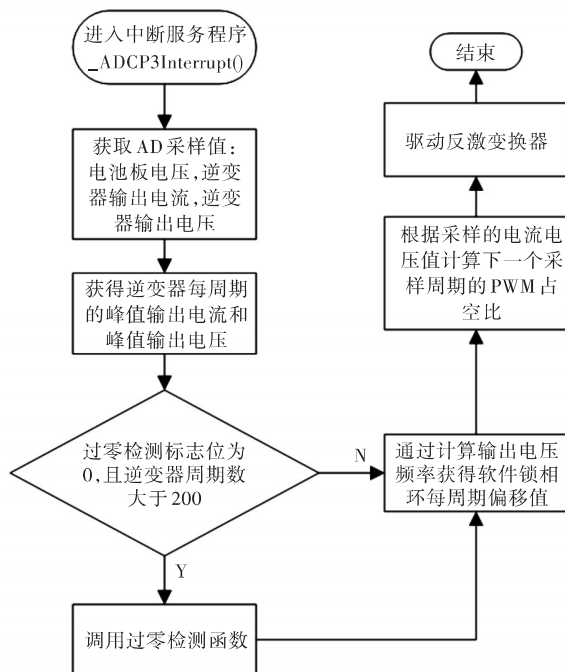 进入中断服务程序
_ADCP3Interrupt()
获取AD采样值:
电池板电压,逆变
器输出电流,逆变
器输出电压
获得逆变器每周期
的峰值输出电流和
峰值输出电压
过零检测标志位为
0,且逆变器周期数
大于200
N
Y
调用过零检测函数
通过计算输出电压
频率获得软件锁相
环每周期偏移值
根据采样的电流电
压值计算下一个采
样周期的PWM占
空比
驱动反激变换器
结束